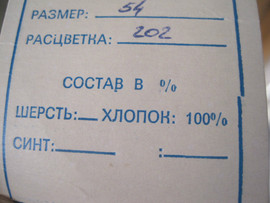 РАЗМЕР: 54
РАСЦВЕТКА: 202
СОСТАВ В %
ШЕРСТЬ: ХЛОПОК: 100%
СИНТ: :